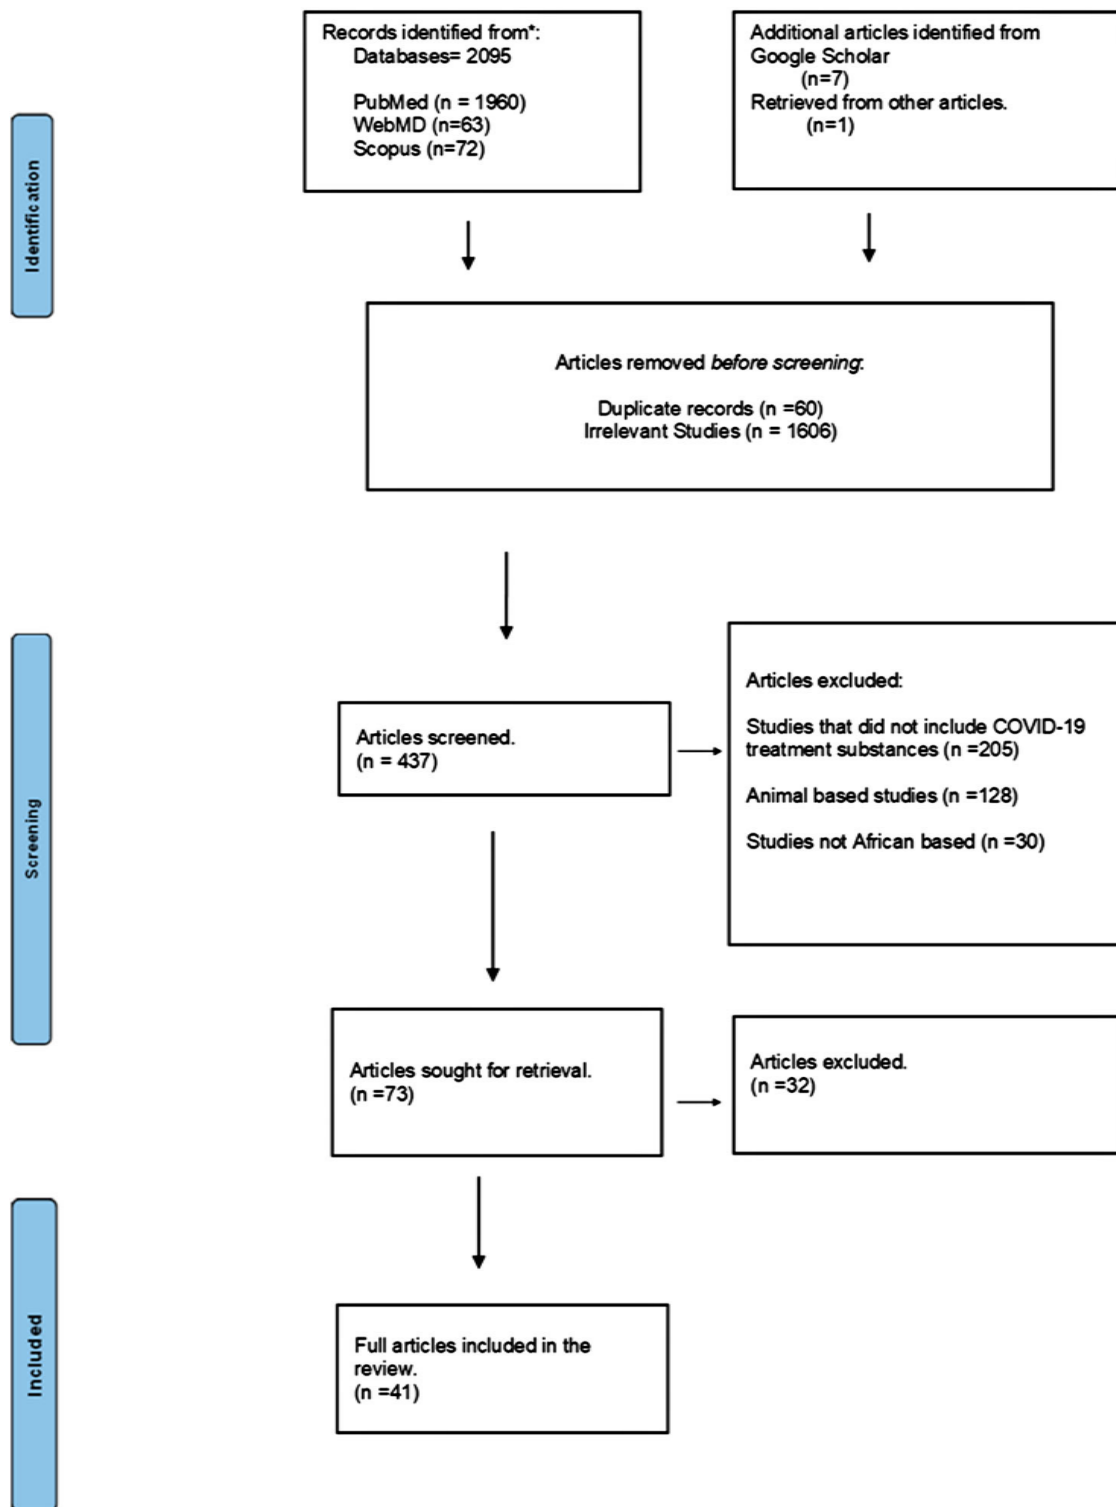 Records identified from*:
Databases= 2095
PubMed (n = 1960)
WebMD (n=63)
Scopus (n=72)
Additional articles identified from
Google Scholar
(n=7)
Retrieved from other articles.
(n=1)
Identification
Articles removed before screening:
Duplicate records (n =60)
Irrelevant Studies (n = 1606)
Screening
Articles screened.
(n = 437)
Articles excluded:
Studies that did not include COVID-19
treatment substances (n =205)
Animal based studies (n =128)
Studies not African based (n =30)
Articles sought for retrieval.
(n =73)
Articles excluded.
(n =32)
Included
Full articles included in the
review.
(n =41)